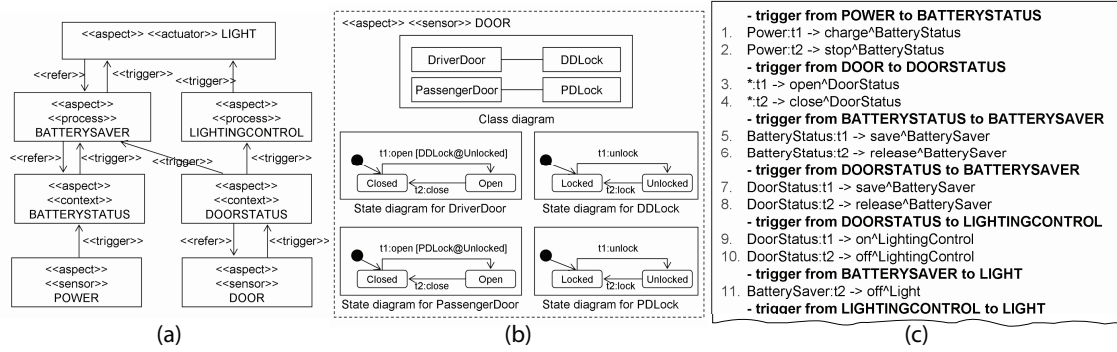 <<aspect>> <<actuator>> LIGHT
<<refer>>
<<trigger>>
<<trigger>>
<<aspect>>
<<process>>
BATTERYSAVER
<<aspect>>
<<process>>
LIGHTINGCONTROL
<<refer>>
<<trigger>>
<<trigger>>
<<trigger>>
<<aspect>>
<<context>>
BATTERYSTATUS
<<aspect>>
<<context>>
DOORSTATUS
<<trigger>>
<<refer>>
<<trigger>>
<<aspect>>
<<sensor>>
POWER
<<aspect>>
<<sensor>>
DOOR
(a)
<<aspect>> <<sensor>> DOOR
DriverDoor
DDLock
PassengerDoor
PDLock
Class diagram
t1:open [DDLock@Unlocked]
Closed
Open
t2:close
State diagram for DriverDoor
t1:unlock
Locked
Unlocked
t2:lock
State diagram for DDLock
t1:open [PDLock@Unlocked]
Closed
Open
t2:close
State diagram for PassengerDoor
t1:unlock
Locked
Unlocked
t2:lock
State diagram for PDLock
(b)
- trigger from POWER to BATTERYSTATUS
1. Power:t1 -> charge^BatteryStatus
2. Power:t2 -> stop^BatteryStatus
- trigger from DOOR to DOORSTATUS
3. *:t1 -> open^DoorStatus
4. *:t2 -> close^DoorStatus
- trigger from BATTERYSTATUS to BATTERYSAVER
5. BatteryStatus:t1 -> save^BatterySaver
6. BatteryStatus:t2 -> release^BatterySaver
- trigger from DOORSTATUS to BATTERYSAVER
7. DoorStatus:t1 -> save^BatterySaver
8. DoorStatus:t2 -> release^BatterySaver
- trigger from DOORSTATUS to LIGHTINGCONTROL
9. DoorStatus:t1 -> on^LightingControl
10. DoorStatus:t2 -> off^LightingControl
- trigger from BATTERYSAVER to LIGHT
11. BatterySaver:t2 -> off^Light
- trigger from LIGHTINGCONTROL to LIGHT
(c)